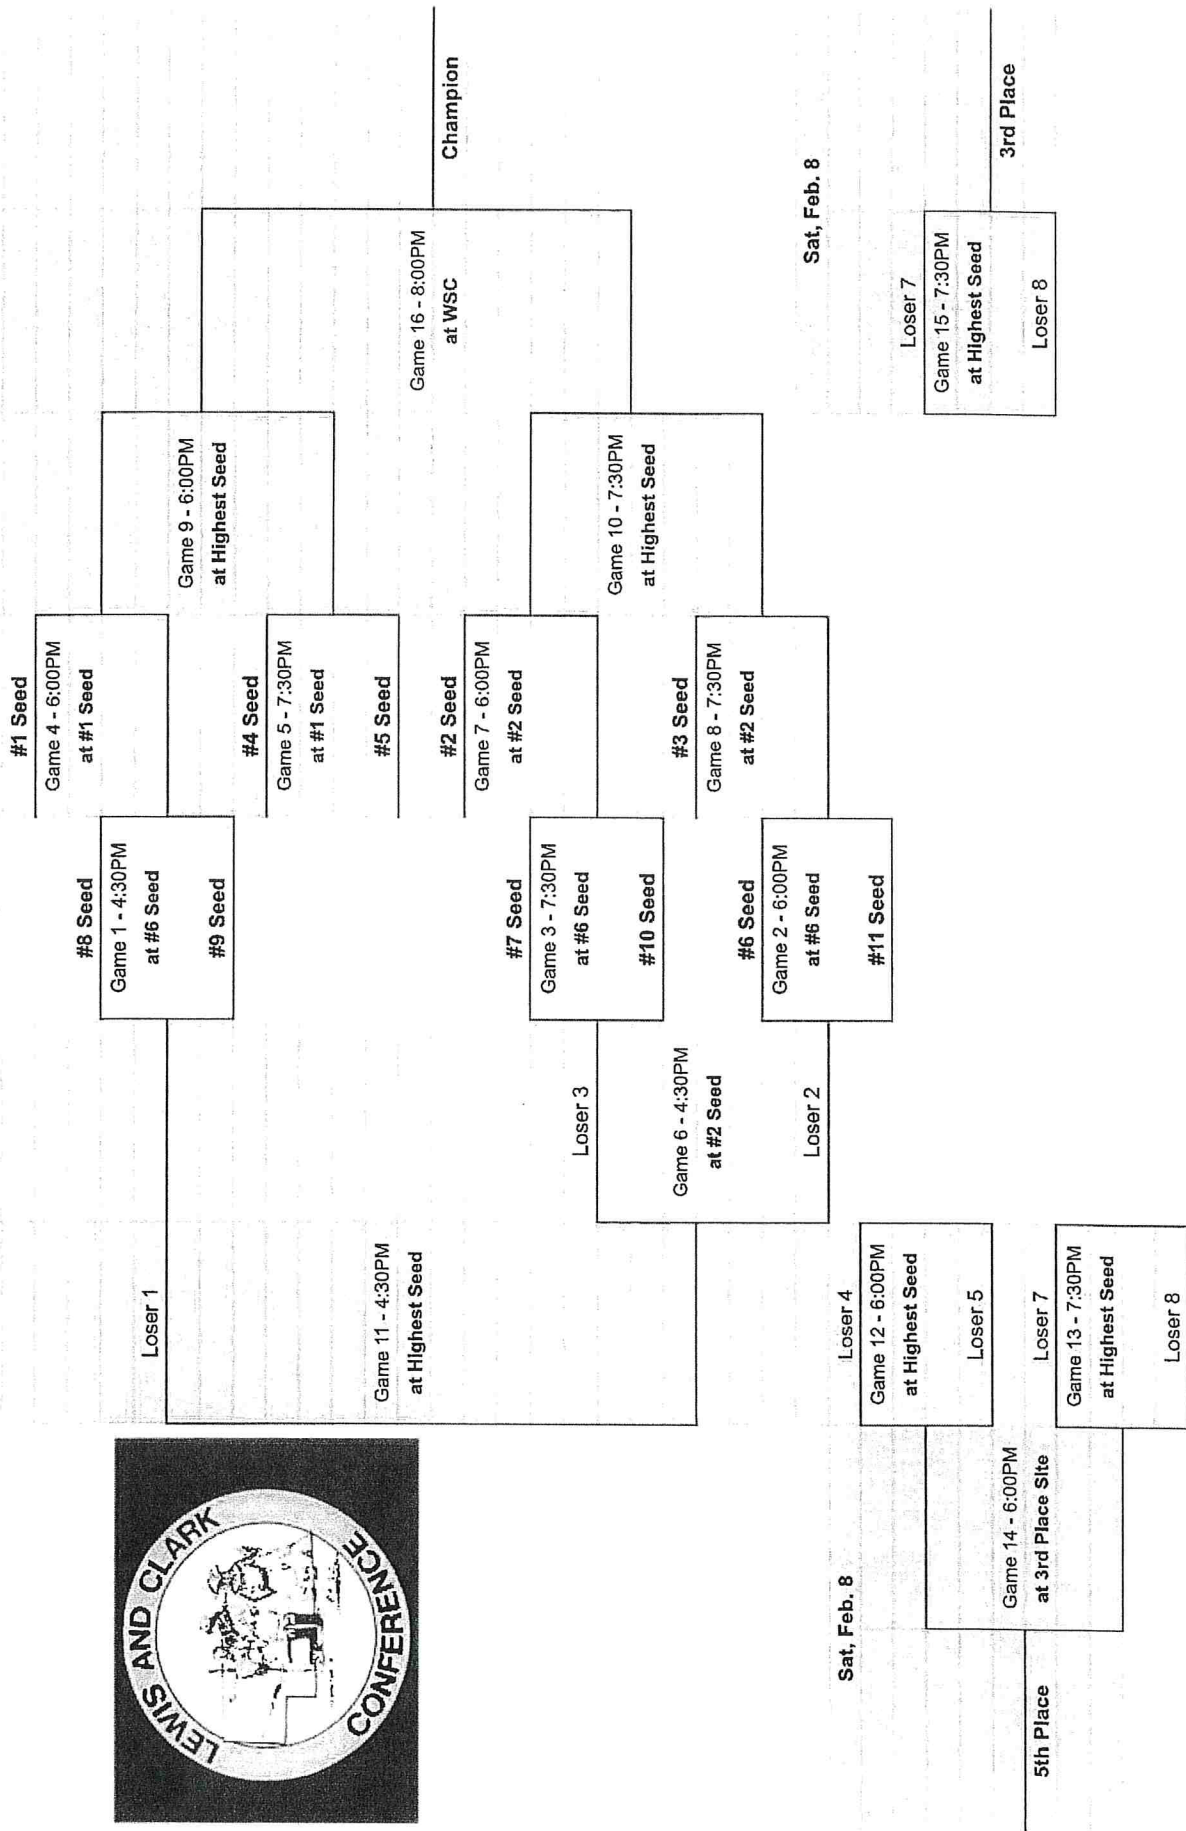 LEWIS AND CLARK
CONFERENCE
Loser 1
Game 11 - 4:30PM
at Highest Seed
Loser 3
Game 6 - 4:30PM
at #2 Seed
Loser 2
#8 Seed
Game 1 - 4:30PM
at #6 Seed
#9 Seed
#7 Seed
Game 3 - 7:30PM
at #6 Seed
#10 Seed
#6 Seed
Game 2 - 6:00PM
at #6 Seed
#11 Seed
#1 Seed
Game 4 - 6:00PM
at #1 Seed
#4 Seed
Game 5 - 7:30PM
at #1 Seed
#5 Seed
#2 Seed
Game 7 - 6:00PM
at #2 Seed
#3 Seed
Game 8 - 7:30PM
at #2 Seed
Game 9 - 6:00PM
at Highest Seed
Game 10 - 7:30PM
at Highest Seed
Game 16 - 8:00PM
at WSC
Champion
Sat, Feb. 8
5th Place
Game 14 - 6:00PM
at 3rd Place Site
Loser 4
Game 12 - 6:00PM
at Highest Seed
Loser 5
Loser 7
Game 13 - 7:30PM
at Highest Seed
Loser 8
Sat, Feb. 8
Loser 7
Game 15 - 7:30PM
at Highest Seed
Loser 8
3rd Place